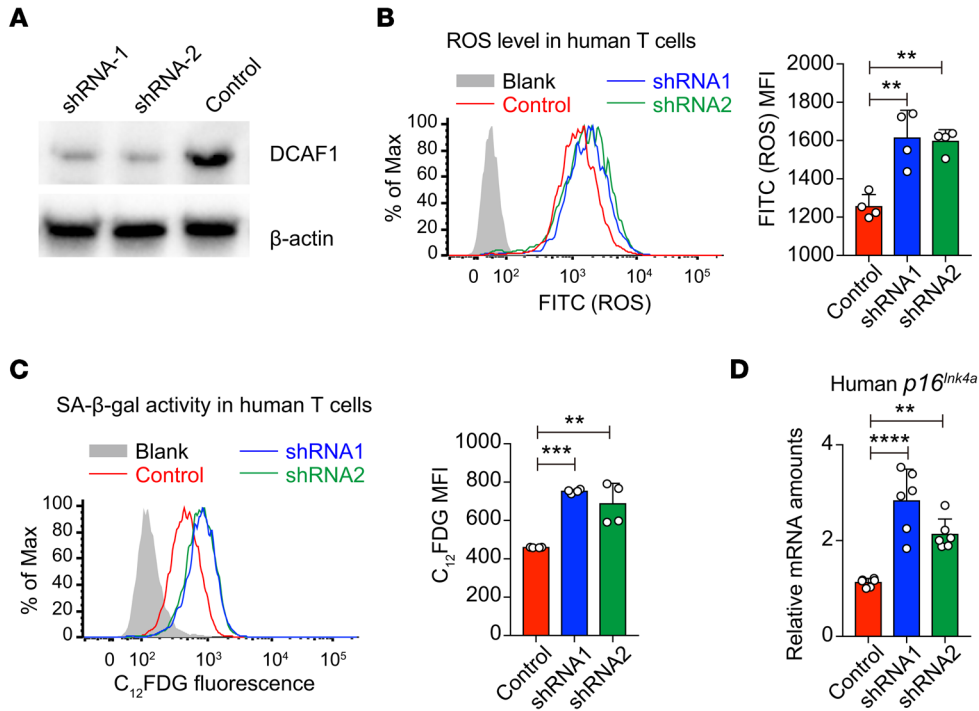 A
shRNA-1
shRNA-2
Control
DCAF1
β-actin
B
ROS level in human T cells
Blank
shRNA1
Control
shRNA2
% of Max
100
80
60
40
20
0
0
10²
10³
10⁴
10⁵
FITC (ROS)
FITC (ROS) MFI
2000
1800
1600
1400
1200
1000
**
**
Control
shRNA1
shRNA2
C
SA-β-gal activity in human T cells
Blank
shRNA1
Control
shRNA2
% of Max
100
80
60
40
20
0
0
10²
10³
10⁴
10⁵
C₁₂FDG fluorescence
C₁₂FDG MFI
1000
800
600
400
200
0
**
***
Control
shRNA1
shRNA2
D
Human p16^Ink4a
Relative mRNA amounts
4
2
0
**
****
Control
shRNA1
shRNA2